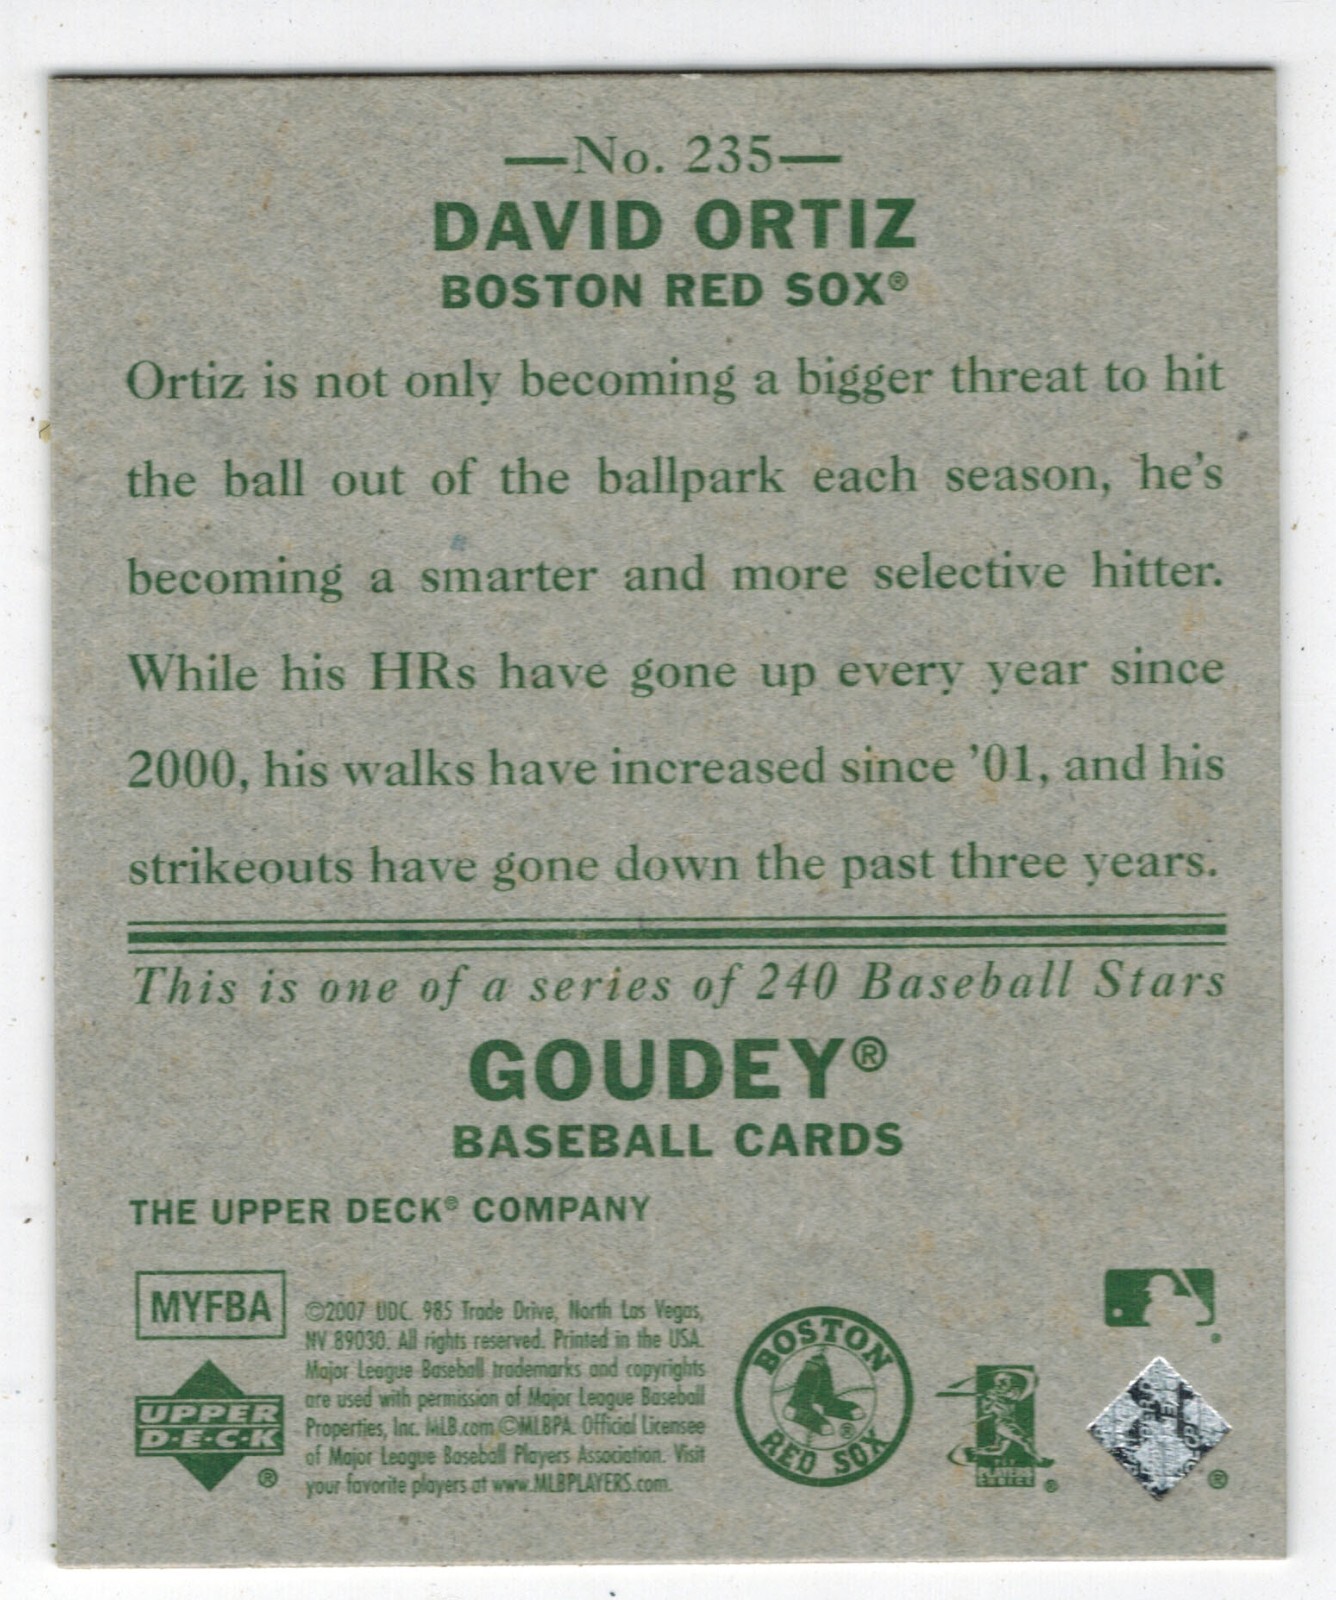 —No. 235—
DAVID ORTIZ
BOSTON RED SOX®
Ortiz is not only becoming a bigger threat to hit
the ball out of the ballpark each season, he's
becoming a smarter and more selective hitter.
While his HRs have gone up every year since
2000, his walks have increased since '01, and his
strikeouts have gone down the past three years.
This is one of a series of 240 Baseball Stars
GOUDEY®
BASEBALL CARDS
THE UPPER DECK® COMPANY
MYFBA
UPPER
D·E·C·K
®
©2007 UDC. 985 Trade Drive, North Las Vegas,
NV 89030. All rights reserved. Printed in the USA.
Major League Baseball trademarks and copyrights
are used with permission of Major League Baseball
Properties, Inc. MLB.com ©MLBPA. Official Licensee
of Major League Baseball Players Association. Visit
your favorite players at www.MLBPLAYERS.com.
BOSTON
RED SOX
®
PLAYERS
CHOICE
®
®
®